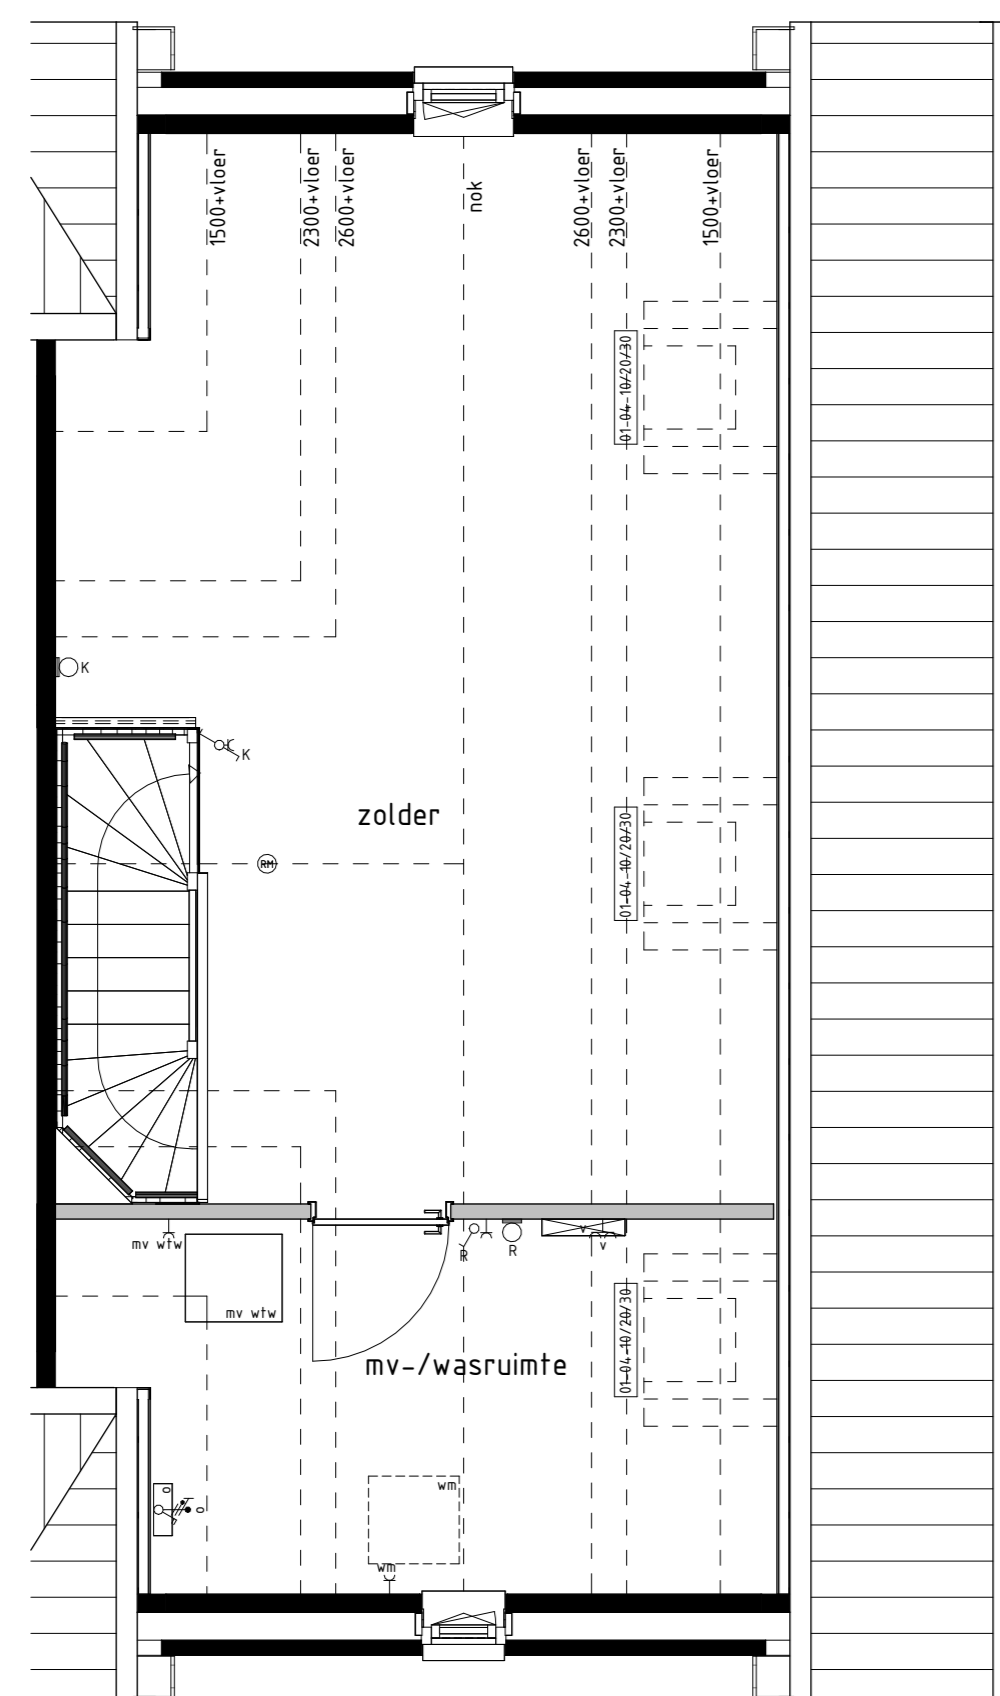 1500+vloer
2300+vloer
2600+vloer
nok
2600+vloer
2300+vloer
1500+vloer
01-04-10/20/30
K
K
zolder
RM
01-04-10/20/30
mv wtw
R
R
v
v
mv wtw
01-04-10/20/30
mv-/wasruimte
wm
o
o
wm